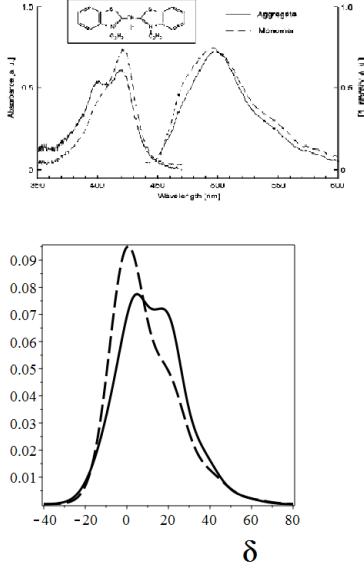 1.0
0.5
0
Absorbance [a.u.]
S
S
N
N
C₂H₅
C₂H₅
Aggregate
Monomer
1.0
0.5
0
350 400 450 500 550 600
Wavelength [nm]
0.09
0.08
0.07
0.06
0.05
0.04
0.03
0.02
0.01
−40 −20 0 20 40 60 80
δ